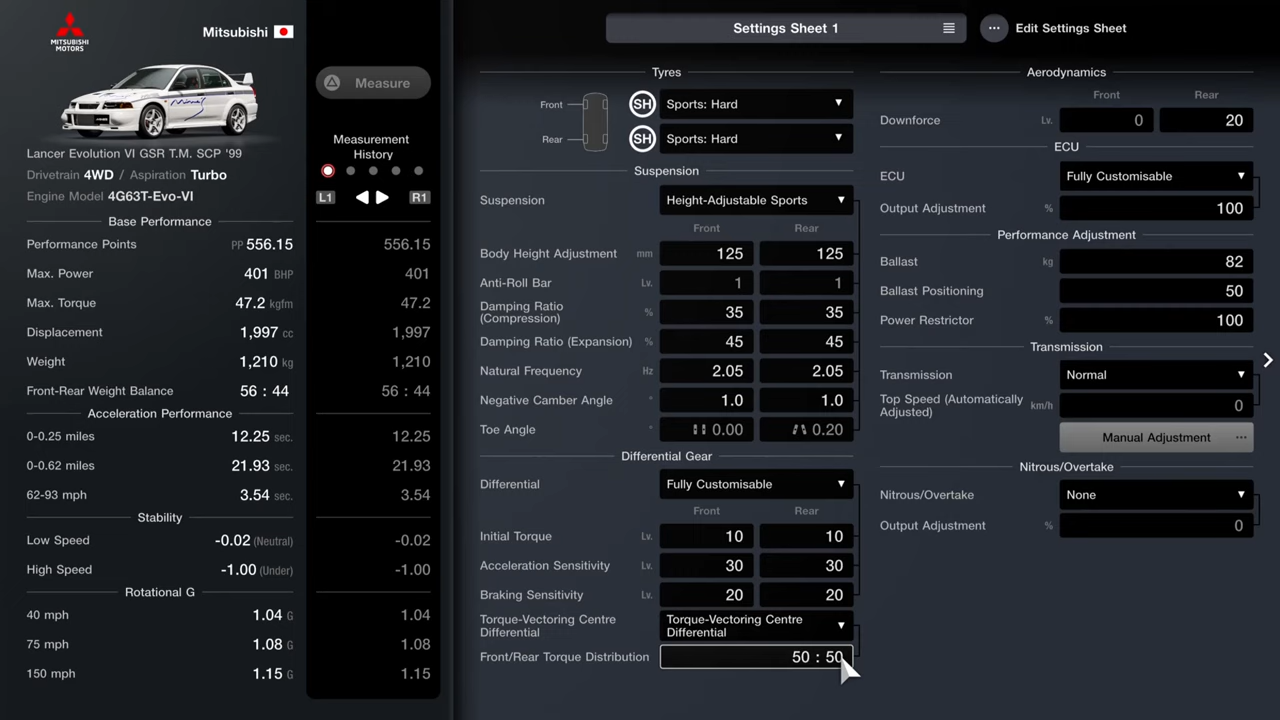 MITSUBISHI
MOTORS
Mitsubishi
Lancer Evolution VI GSR T.M. SCP '99
Drivetrain 4WD / Aspiration Turbo
Engine Model 4G63T-Evo-VI
Base Performance
Performance Points PP 556.15
Max. Power 401 BHP
Max. Torque 47.2 kgfm
Displacement 1,997 cc
Weight 1,210 kg
Front-Rear Weight Balance 56 : 44
Acceleration Performance
0-0.25 miles 12.25 sec.
0-0.62 miles 21.93 sec.
62-93 mph 3.54 sec.
Stability
Low Speed -0.02 (Neutral)
High Speed -1.00 (Under)
Rotational G
40 mph 1.04 G
75 mph 1.08 G
150 mph 1.15 G
Measure
Measurement
History
L1 R1
556.15
401
47.2
1,997
1,210
56 : 44
12.25
21.93
3.54
-0.02
-1.00
1.04
1.08
1.15
Settings Sheet 1
Edit Settings Sheet
Tyres
Front SH Sports: Hard
Rear SH Sports: Hard
Suspension
Suspension Height-Adjustable Sports
Front Rear
Body Height Adjustment mm 125 125
Anti-Roll Bar Lv. 1 1
Damping Ratio
(Compression) % 35 35
Damping Ratio (Expansion) % 45 45
Natural Frequency Hz 2.05 2.05
Negative Camber Angle ° 1.0 1.0
Toe Angle ° 0.00 0.20
Differential Gear
Differential Fully Customisable
Front Rear
Initial Torque Lv. 10 10
Acceleration Sensitivity Lv. 30 30
Braking Sensitivity Lv. 20 20
Torque-Vectoring Centre
Differential
Torque-Vectoring Centre
Differential
Front/Rear Torque Distribution 50 : 50
Aerodynamics
Front Rear
Downforce Lv. 0 20
ECU
ECU Fully Customisable
Output Adjustment % 100
Performance Adjustment
Ballast kg 82
Ballast Positioning 50
Power Restrictor % 100
Transmission
Transmission Normal
Top Speed (Automatically
Adjusted) km/h 0
Manual Adjustment
Nitrous/Overtake
Nitrous/Overtake None
Output Adjustment % 0